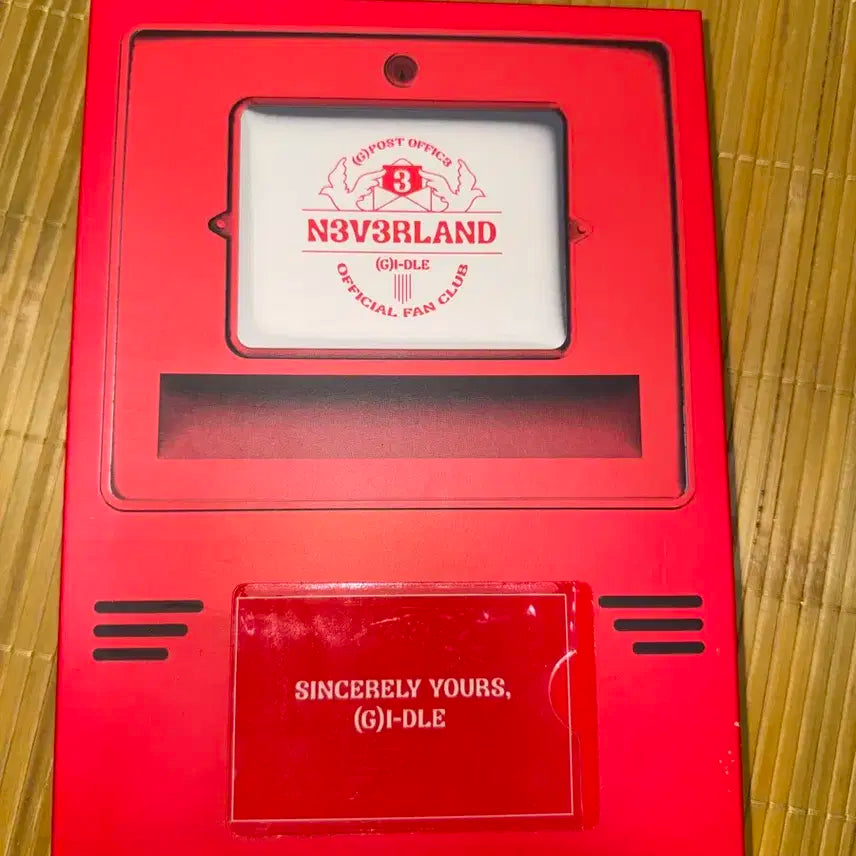 (G)POST OFFIC3
3
N3V3RLAND
(G)I-DLE
OFFICIAL FAN CLUB
SINCERELY YOURS,
(G)I-DLE